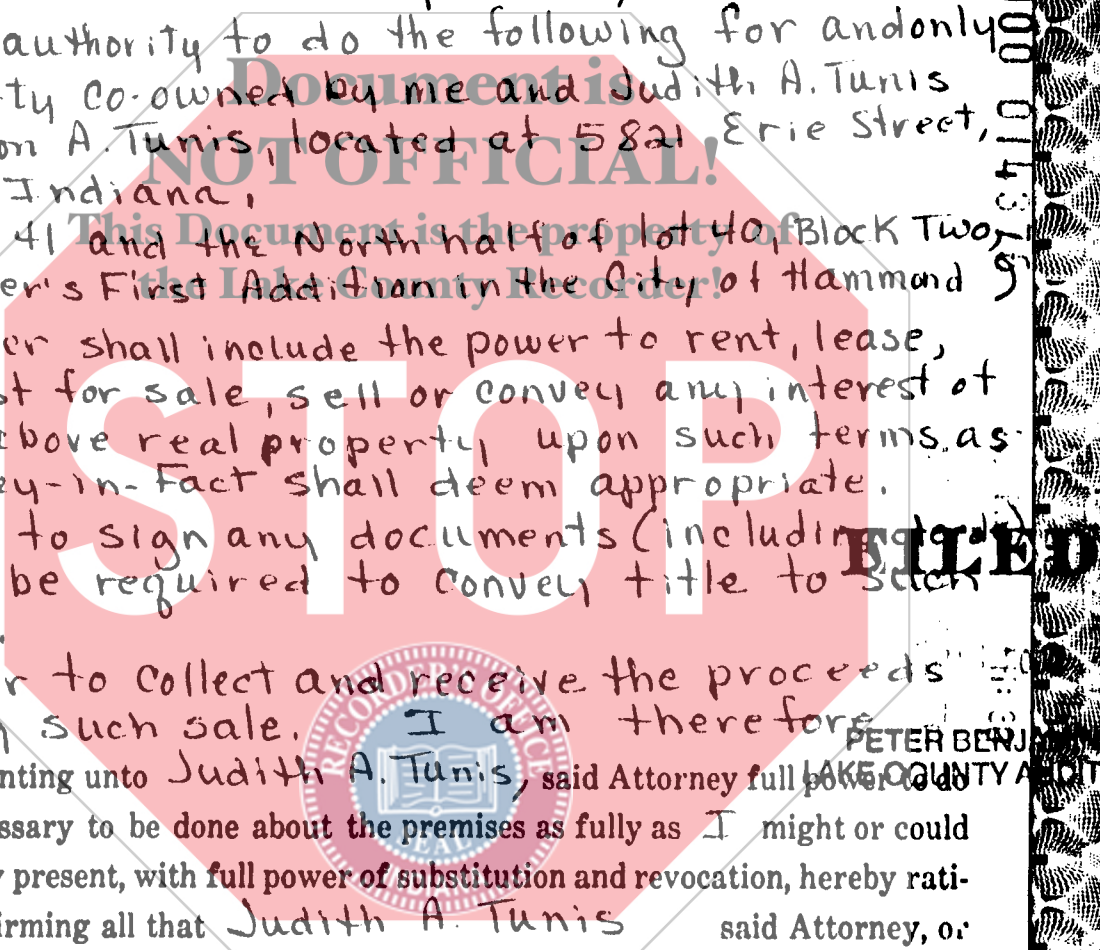 authority to do the following for and only
ty co-owned by me and Judith A. Tunis
on A. Tunis, located at 5821 Erie Street,
Indiana,
41 and the North half of lot 40, Block Two,
er's First Addition in the City of Hammond
er shall include the power to rent, lease,
st for sale, sell or convey any interest of
above real property upon such terms as
ey-in-Fact shall deem appropriate.
to sign any documents (including
be required to convey title to such
r to collect and receive the proceeds
such sale. I am therefore
nting unto Judith A. Tunis, said Attorney full power to do
ssary to be done about the premises as fully as I might or could
y present, with full power of substitution and revocation, hereby rati-
irming all that Judith A. Tunis said Attorney, or
Document is
NOT OFFICIAL!
This Document is the property of
the Lake County Recorder!
STOP
FILED
PETER BENJAMIN
LAKE COUNTY AUDIT
RECORDER'S OFFICE
SEAL
INDIANA